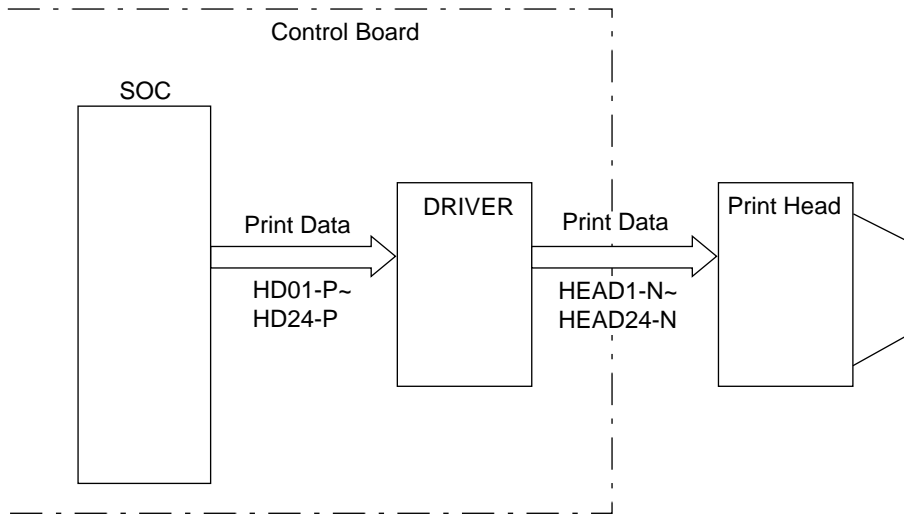 Control Board
SOC
DRIVER
Print Head
Print Data
Print Data
HD01-P~
HD24-P
HEAD1-N~
HEAD24-N